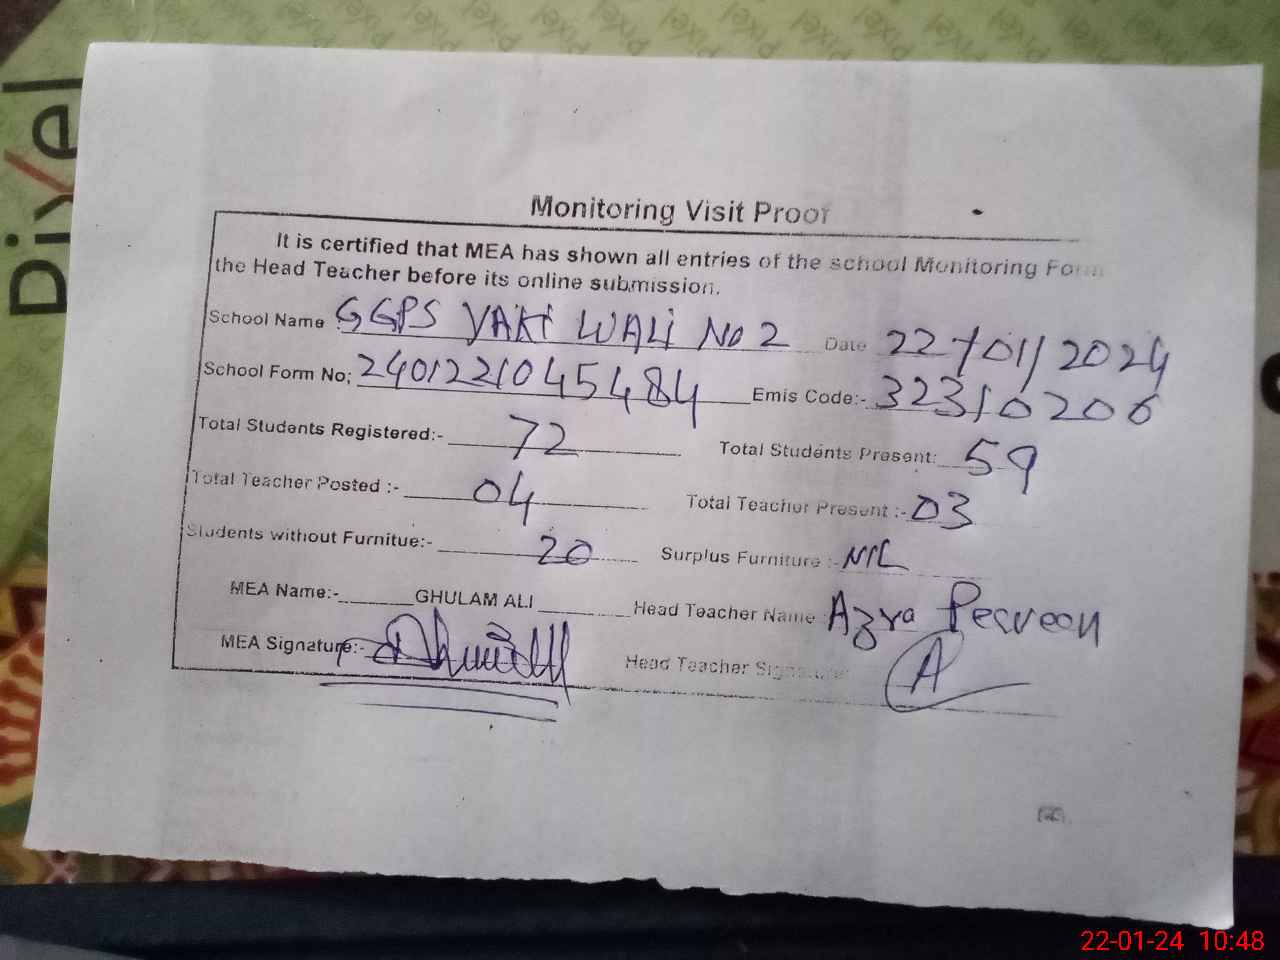 Pixel
Monitoring Visit Proof
It is certified that MEA has shown all entries of the school Monitoring Form
the Head Teacher before its online submission.
School Name GGPS YAKI WALI No 2 Date 22/01/2024
School Form No; 2401221045484 Emis Code:- 32310206
Total Students Registered:- 72 Total Students Present: 59
Total Teacher Posted :- 04 Total Teacher Present :- 03
Students without Furnitue:- 20 Surplus Furniture :- NIL
MEA Name:- GHULAM ALI Head Teacher Name :- Azra Perveen
MEA Signature:- Head Teacher Signature: A
22-01-24 10:48